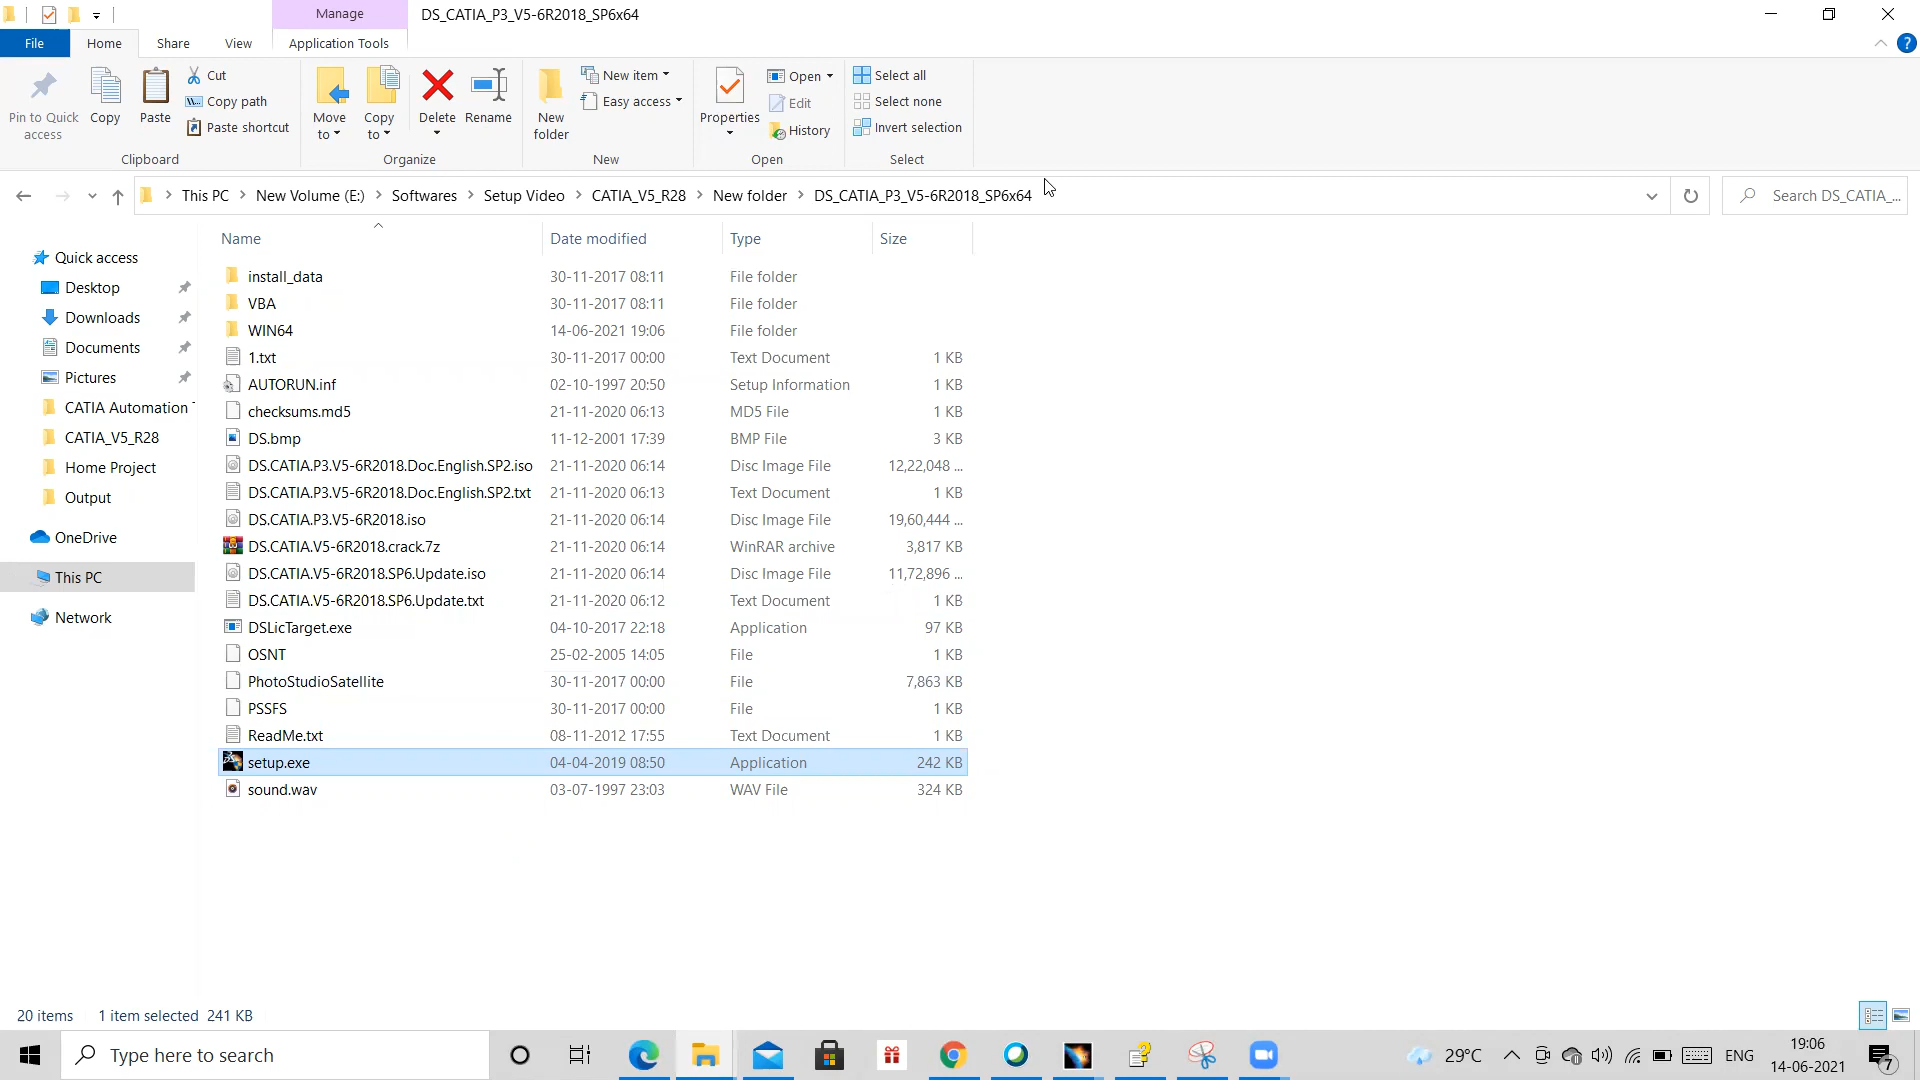 Manage
DS_CATIA_P3_V5-6R2018_SP6x64
File
Home
Share
View
Application Tools
Pin to Quick access
Copy
Paste
Cut
Copy path
Paste shortcut
Clipboard
Move to
Copy to
Delete
Rename
Organize
New folder
New item
Easy access
New
Properties
Open
Edit
History
Open
Select all
Select none
Invert selection
Select
This PC > New Volume (E:) > Softwares > Setup Video > CATIA_V5_R28 > New folder > DS_CATIA_P3_V5-6R2018_SP6x64
Search DS_CATIA_...
Quick access
Desktop
Downloads
Documents
Pictures
CATIA Automation
CATIA_V5_R28
Home Project
Output
OneDrive
This PC
Network
Name Date modified Type Size
install_data 30-11-2017 08:11 File folder
VBA 30-11-2017 08:11 File folder
WIN64 14-06-2021 19:06 File folder
1.txt 30-11-2017 00:00 Text Document 1 KB
AUTORUN.inf 02-10-1997 20:50 Setup Information 1 KB
checksums.md5 21-11-2020 06:13 MD5 File 1 KB
DS.bmp 11-12-2001 17:39 BMP File 3 KB
DS.CATIA.P3.V5-6R2018.Doc.English.SP2.iso 21-11-2020 06:14 Disc Image File 12,22,048 ...
DS.CATIA.P3.V5-6R2018.Doc.English.SP2.txt 21-11-2020 06:13 Text Document 1 KB
DS.CATIA.P3.V5-6R2018.iso 21-11-2020 06:14 Disc Image File 19,60,444 ...
DS.CATIA.V5-6R2018.crack.7z 21-11-2020 06:14 WinRAR archive 3,817 KB
DS.CATIA.V5-6R2018.SP6.Update.iso 21-11-2020 06:14 Disc Image File 11,72,896 ...
DS.CATIA.V5-6R2018.SP6.Update.txt 21-11-2020 06:12 Text Document 1 KB
DSLicTarget.exe 04-10-2017 22:18 Application 97 KB
OSNT 25-02-2005 14:05 File 1 KB
PhotoStudioSatellite 30-11-2017 00:00 File 7,863 KB
PSSFS 30-11-2017 00:00 File 1 KB
ReadMe.txt 08-11-2012 17:55 Text Document 1 KB
setup.exe 04-04-2019 08:50 Application 242 KB
sound.wav 03-07-1997 23:03 WAV File 324 KB
20 items 1 item selected 241 KB
Type here to search
29°C
ENG
19:06
14-06-2021
7